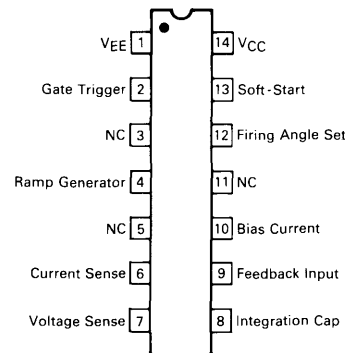 VEE 1 14 VCC
Gate Trigger 2 13 Soft-Start
NC 3 12 Firing Angle Set
Ramp Generator 4 11 NC
NC 5 10 Bias Current
Current Sense 6 9 Feedback Input
Voltage Sense 7 8 Integration Cap